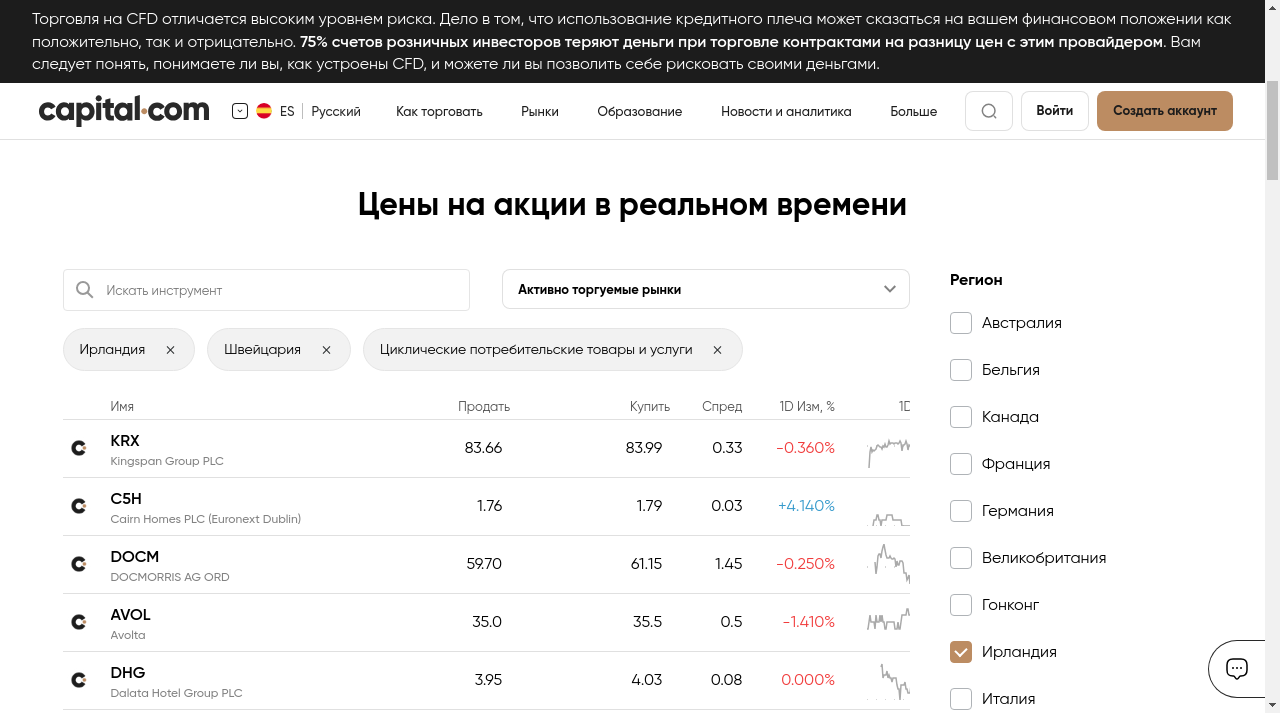 Торговля на CFD отличается высоким уровнем риска. Дело в том, что использование кредитного плеча может сказаться на вашем финансовом положении как
положительно, так и отрицательно. 75% счетов розничных инвесторов теряют деньги при торговле контрактами на разницу цен с этим провайдером. Вам
следует понять, понимаете ли вы, как устроены CFD, и можете ли вы позволить себе рисковать своими деньгами.
capital.com ES Русский Как торговать Рынки Образование Новости и аналитика Больше Войти Создать аккаунт
Цены на акции в реальном времени
Искать инструмент Активно торгуемые рынки
Ирландия Швейцария Циклические потребительские товары и услуги
Имя Продать Купить Спред 1D Изм, %
KRX 83.66 83.99 0.33 -0.360%
Kingspan Group PLC
C5H 1.76 1.79 0.03 +4.140%
Cairn Homes PLC (Euronext Dublin)
DOCM 59.70 61.15 1.45 -0.250%
DOCMORRIS AG ORD
AVOL 35.0 35.5 0.5 -1.410%
Avolta
DHG 3.95 4.03 0.08 0.000%
Dalata Hotel Group PLC
Регион
Австралия
Бельгия
Канада
Франция
Германия
Великобритания
Гонконг
Ирландия
Италия